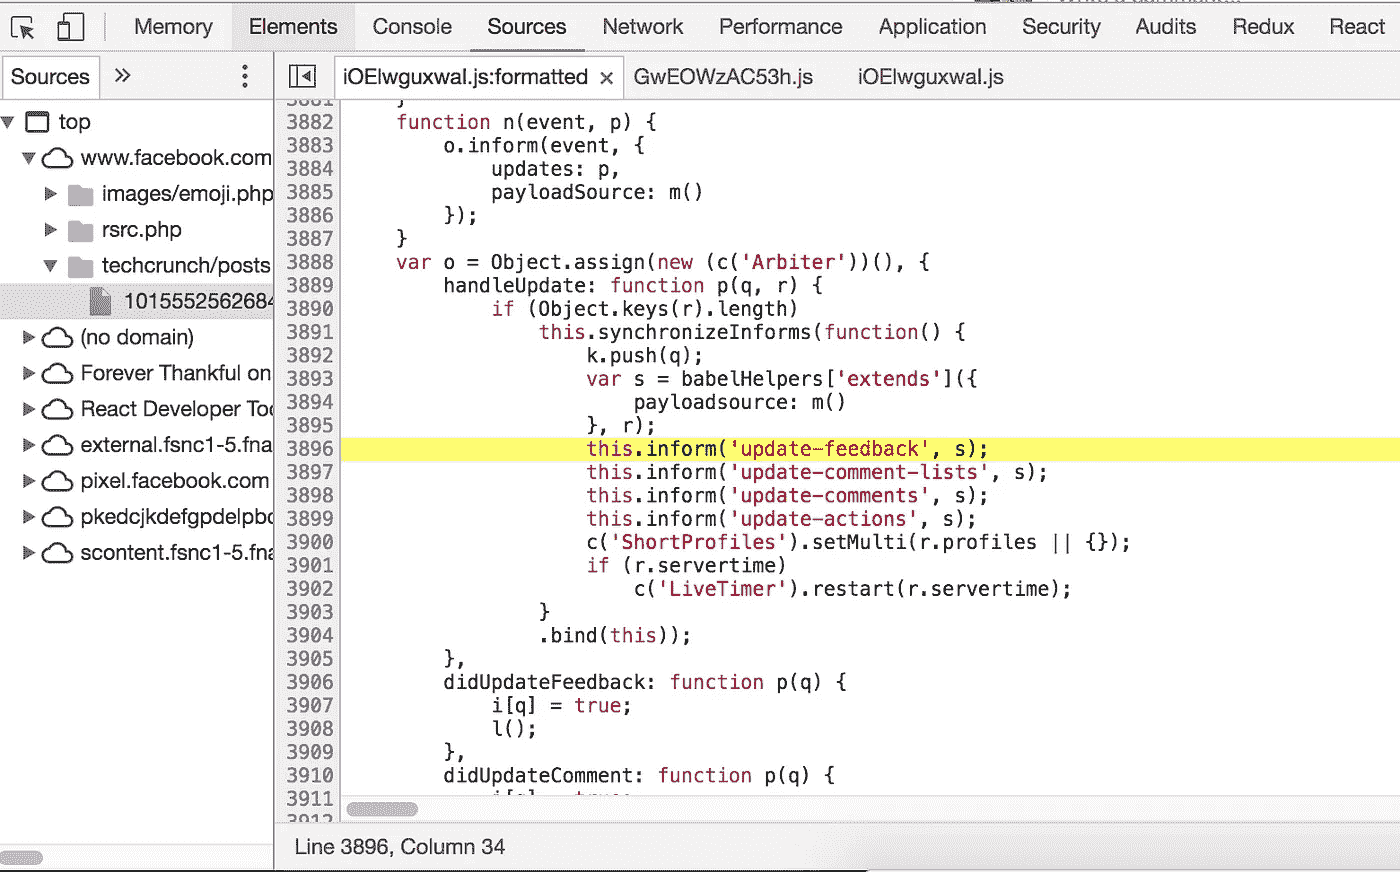 Memory Elements Console Sources Network Performance Application Security Audits Redux React
Sources »
iOElwguxwal.js:formatted × GwEOWzAC53h.js iOElwguxwal.js
top
www.facebook.com
images/emoji.php
rsrc.php
techcrunch/posts
1015552562684
(no domain)
Forever Thankful on
React Developer Too
external.fsnc1-5.fna
pixel.facebook.com
pkedcjkdefgpdelpbc
scontent.fsnc1-5.fna
3881 }
3882 function n(event, p) {
3883 o.inform(event, {
3884 updates: p,
3885 payloadSource: m()
3886 });
3887 }
3888 var o = Object.assign(new (c('Arbiter'))(), {
3889 handleUpdate: function p(q, r) {
3890 if (Object.keys(r).length)
3891 this.synchronizeInforms(function() {
3892 k.push(q);
3893 var s = babelHelpers['extends']({
3894 payloadsource: m()
3895 }, r);
3896 this.inform('update-feedback', s);
3897 this.inform('update-comment-lists', s);
3898 this.inform('update-comments', s);
3899 this.inform('update-actions', s);
3900 c('ShortProfiles').setMulti(r.profiles || {});
3901 if (r.servertime)
3902 c('LiveTimer').restart(r.servertime);
3903 }
3904 .bind(this));
3905 },
3906 didUpdateFeedback: function p(q) {
3907 i[q] = true;
3908 l();
3909 },
3910 didUpdateComment: function p(q) {
3911
3912
Line 3896, Column 34